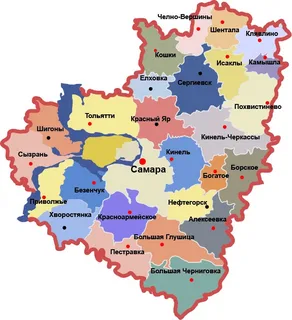 Челно-Вершины
Шентала
Клявлино
Кошки
Исаклы
Камышла
Елховка
Сергиевск
Похвистнево
Тольятти
Красный Яр
Шигоны
Кинель-Черкассы
Сызрань
Кинель
Самара
Борское
Богатое
Безенчук
Приволжье
Нефтегорск
Хворостянка
Красноармейское
Алексеевка
Большая Глушица
Пестравка
Большая Черниговка